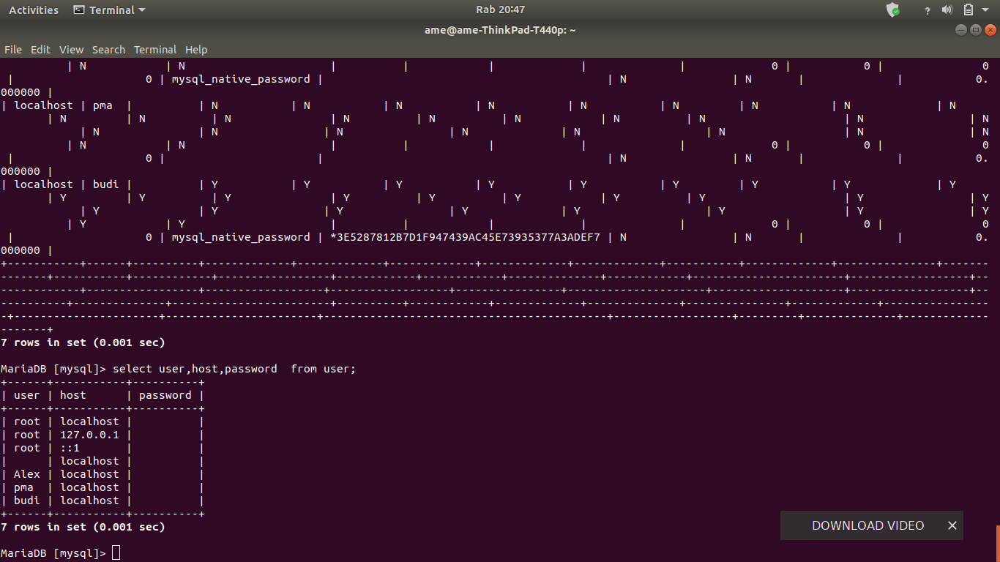 Activities Terminal Rab 20:47 ?
ame@ame-ThinkPad-T440p: ~
File Edit View Search Terminal Help
| N | N | | | | | 0 | 0 | 0
| 0 | mysql_native_password | | N | N | | 0.
000000 |
| localhost | pma | | N | N | N | N | N | N | N | N | N
| N | N | N | N | N | N | N | N | N | N
| N | N | N | N | N | N | N | N
| N | N | | | | | 0 | 0 | 0
| 0 | | | N | N | | 0.
000000 |
| localhost | budi | | Y | Y | Y | Y | Y | Y | Y | Y | Y
| Y | Y | Y | Y | Y | Y | Y | Y | Y | Y
| Y | Y | Y | Y | Y | Y | Y | Y
| Y | Y | | | | | 0 | 0 | 0
| 0 | mysql_native_password | *3E5287812B7D1F947439AC45E73935377A3ADEF7 | N | N | | 0.
000000 |
+-----------+------+----------+-------------+-------------+-------------+-------------+-------------+-----------+-------------+---------------+-------
-------+-----------+------------+-----------------+------------+------------+--------------+------------+-----------------------+------------------+--
------------+-----------------+------------------+------------------+----------------+---------------------+--------------------+------------------+--
----------+--------------+------------------------+----------+------------+-------------+--------------+---------------+-------------+----------------
-+----------------------+-----------------------+-------------------------------------------+------------------+---------+--------------+-------------
-------+
7 rows in set (0.001 sec)
MariaDB [mysql]> select user,host,password  from user;
+------+-----------+----------+
| user | host      | password |
+------+-----------+----------+
| root | localhost |          |
| root | 127.0.0.1 |          |
| root | ::1       |          |
|      | localhost |          |
| Alex | localhost |          |
| pma  | localhost |          |
| budi | localhost |          |
+------+-----------+----------+
7 rows in set (0.001 sec)
DOWNLOAD VIDEO
MariaDB [mysql]>